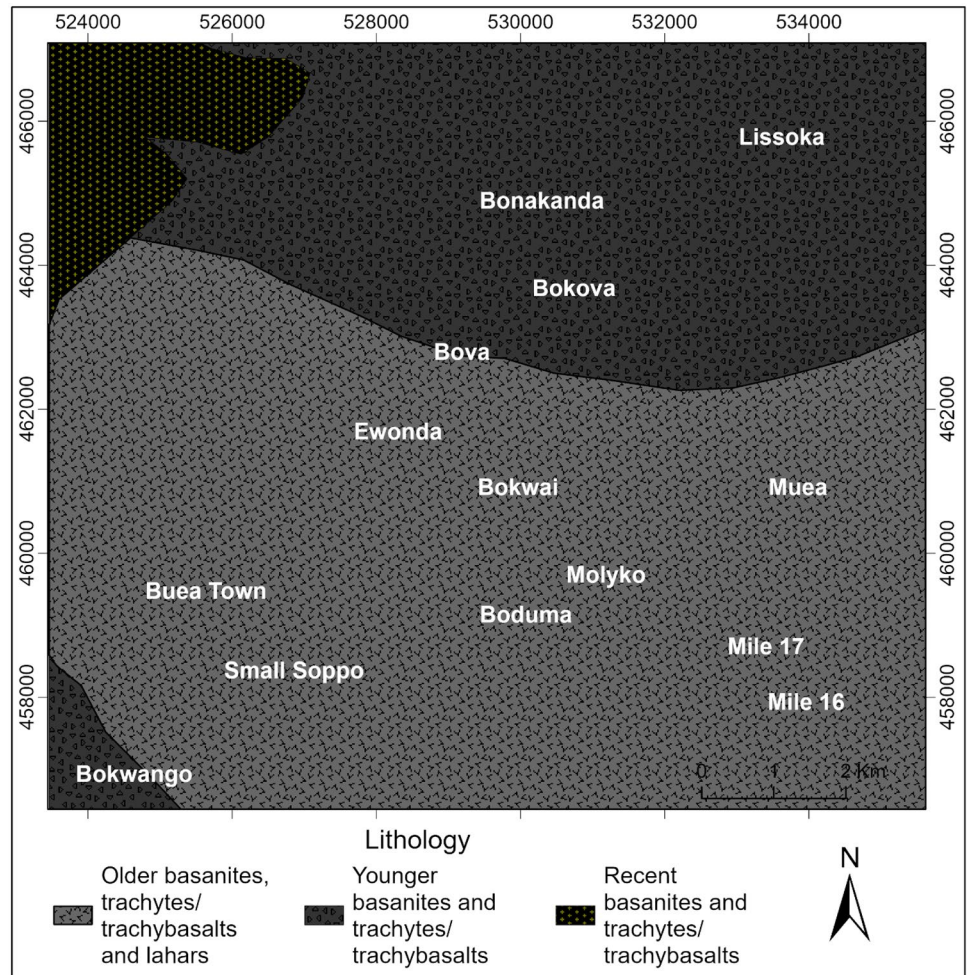 524000 526000 528000 530000 532000 534000
466000 466000
Lissoka
Bonakanda
464000 464000
Bokova
Bova
462000 462000
Ewonda
Bokwai Muea
460000 460000
Molyko
Buea Town
Boduma
Mile 17
Small Soppo
458000 458000
Mile 16
Bokwango
0 1 2 Km
Lithology
Older basanites,
trachytes/
trachybasalts
and lahars
Younger
basanites and
trachytes/
trachybasalts
Recent
basanites and
trachytes/
trachybasalts
N